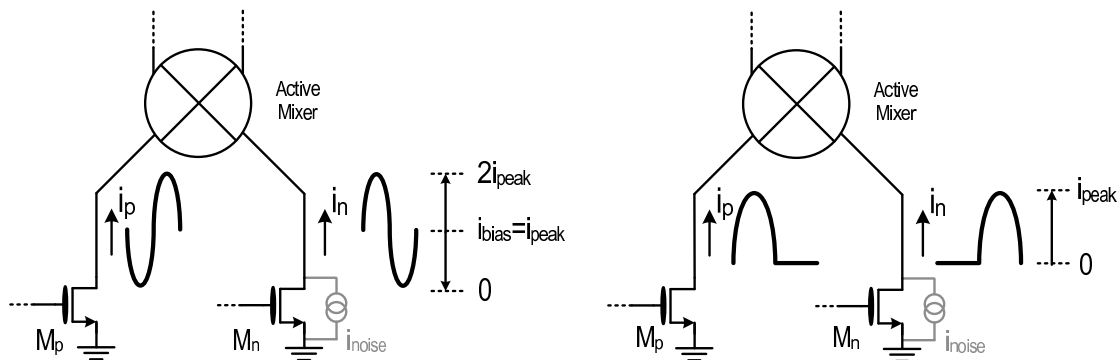 Active
Mixer
ip
in
2ipeak
ibias=ipeak
0
Mp
Mn
inoise
Active
Mixer
ip
in
ipeak
0
Mp
Mn
inoise